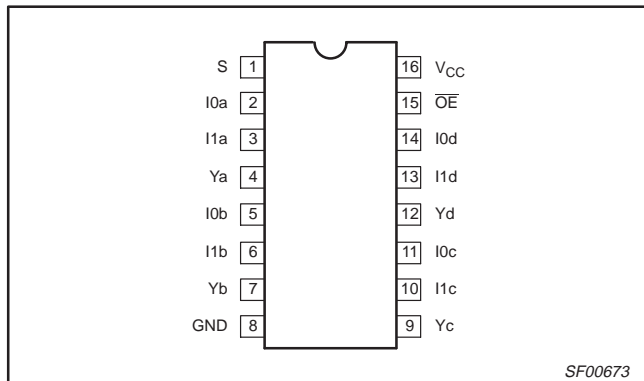 S 1 16 VCC
I0a 2 15 OE
I1a 3 14 I0d
Ya 4 13 I1d
I0b 5 12 Yd
I1b 6 11 I0c
Yb 7 10 I1c
GND 8 9 Yc
SF00673